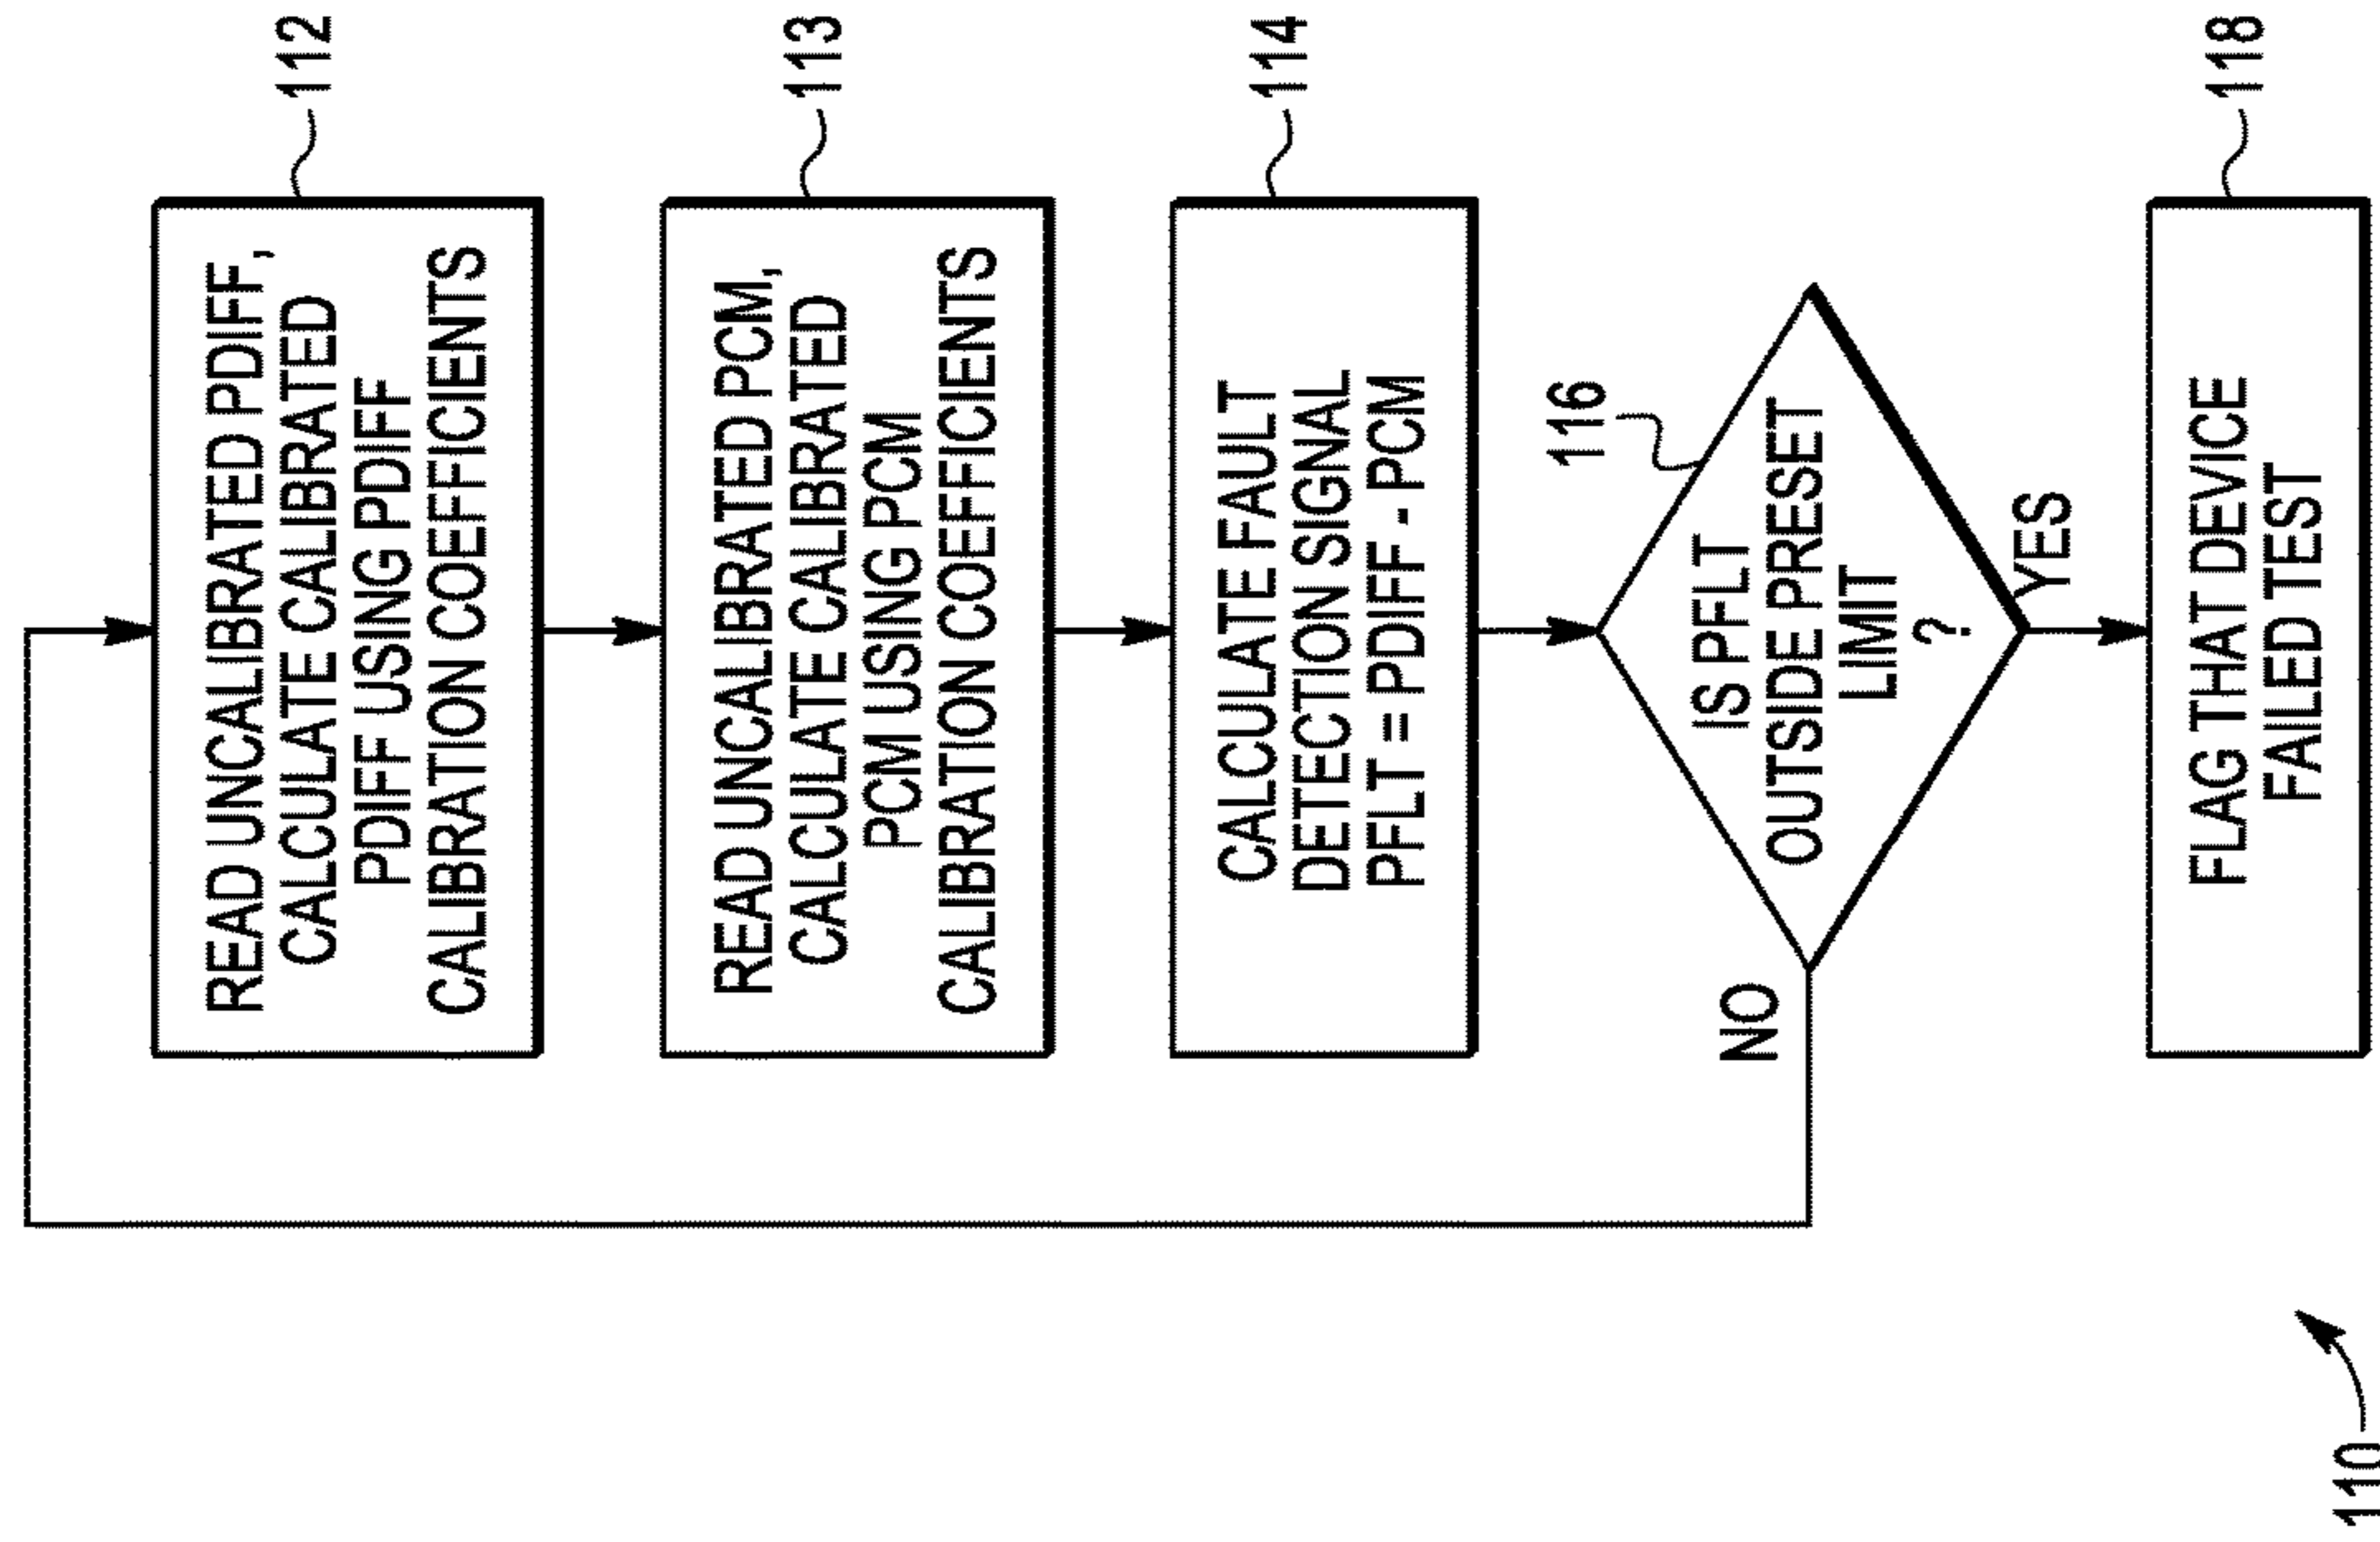 READ UNCALIBRATED PDIFF,
CALCULATE CALIBRATED
PDIFF USING PDIFF
CALIBRATION COEFFICIENTS
112
READ UNCALIBRATED PCM,
CALCULATE CALIBRATED
PCM USING PCM
CALIBRATION COEFFICIENTS
113
CALCULATE FAULT
DETECTION SIGNAL
PFLT = PDIFF - PCM
114
116
IS PFLT
OUTSIDE PRESET
LIMIT
?
NO
YES
FLAG THAT DEVICE
FAILED TEST
118
110